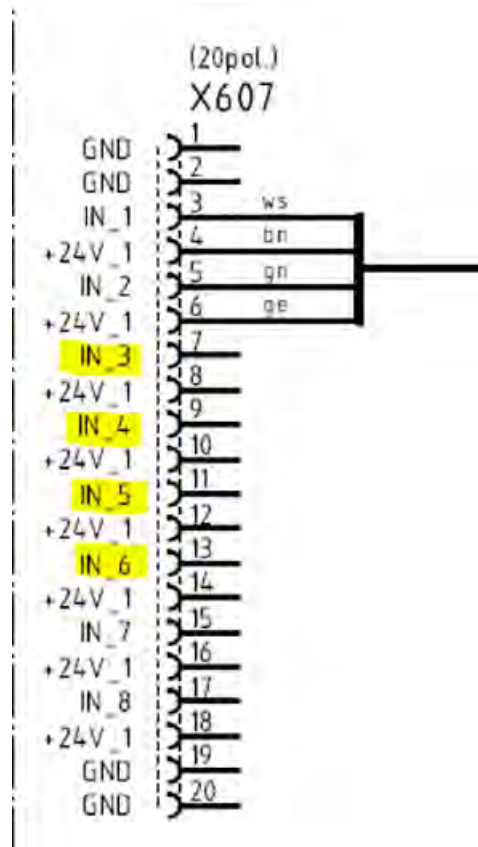 (20pol.)
X607
GND 1
GND 2
IN_1 3 ws
+24V_1 4 bn
IN_2 5 gn
+24V_1 6 ge
IN_3 7
+24V_1 8
IN_4 9
+24V_1 10
IN_5 11
+24V_1 12
IN_6 13
+24V_1 14
IN_7 15
+24V_1 16
IN_8 17
+24V_1 18
GND 19
GND 20